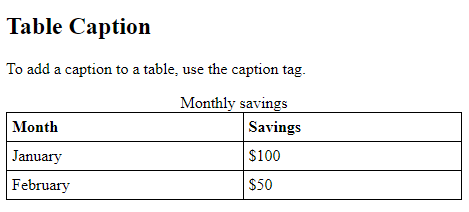 Table Caption
To add a caption to a table, use the caption tag.
Monthly savings
Month Savings
January $100
February $50